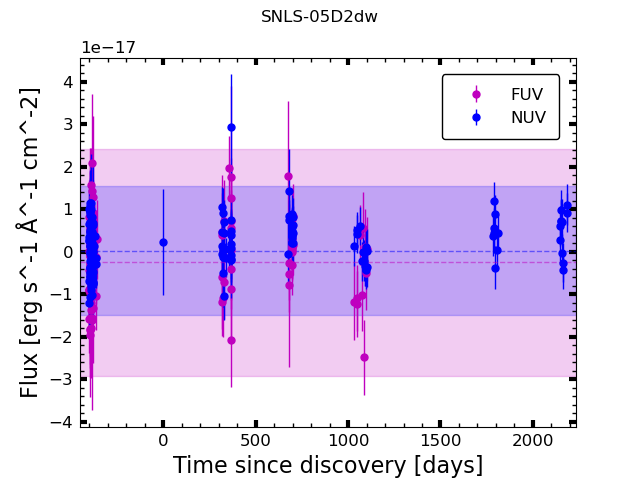 SNLS-05D2dw
1e−17
Flux [erg s^-1 Å^-1 cm^-2]
4
3
2
1
0
−1
−2
−3
−4
FUV
NUV
0
500
1000
1500
2000
Time since discovery [days]